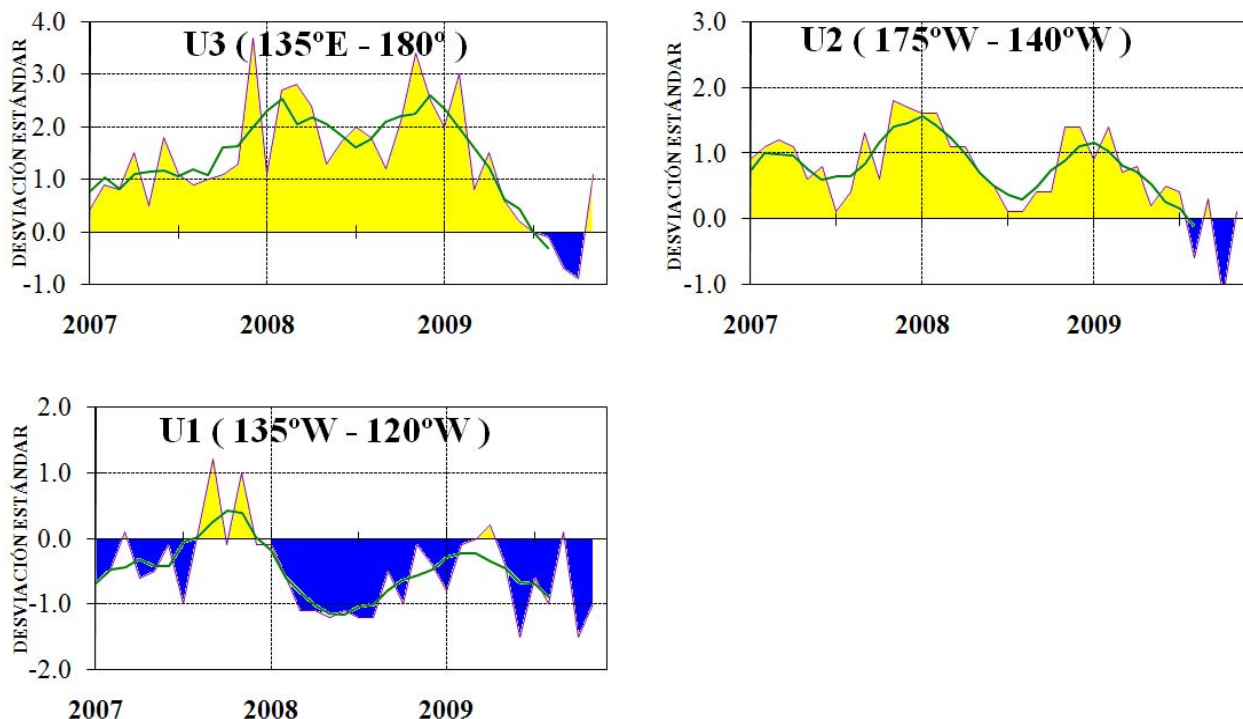 U3 ( 135ºE - 180º )
DESVIACIÓN ESTÁNDAR
4.0
3.0
2.0
1.0
0.0
-1.0
2007 2008 2009
U2 ( 175ºW - 140ºW )
DESVIACIÓN ESTÁNDAR
3.0
2.0
1.0
0.0
-1.0
2007 2008 2009
U1 ( 135ºW - 120ºW )
DESVIACIÓN ESTÁNDAR
2.0
1.0
0.0
-1.0
-2.0
2007 2008 2009